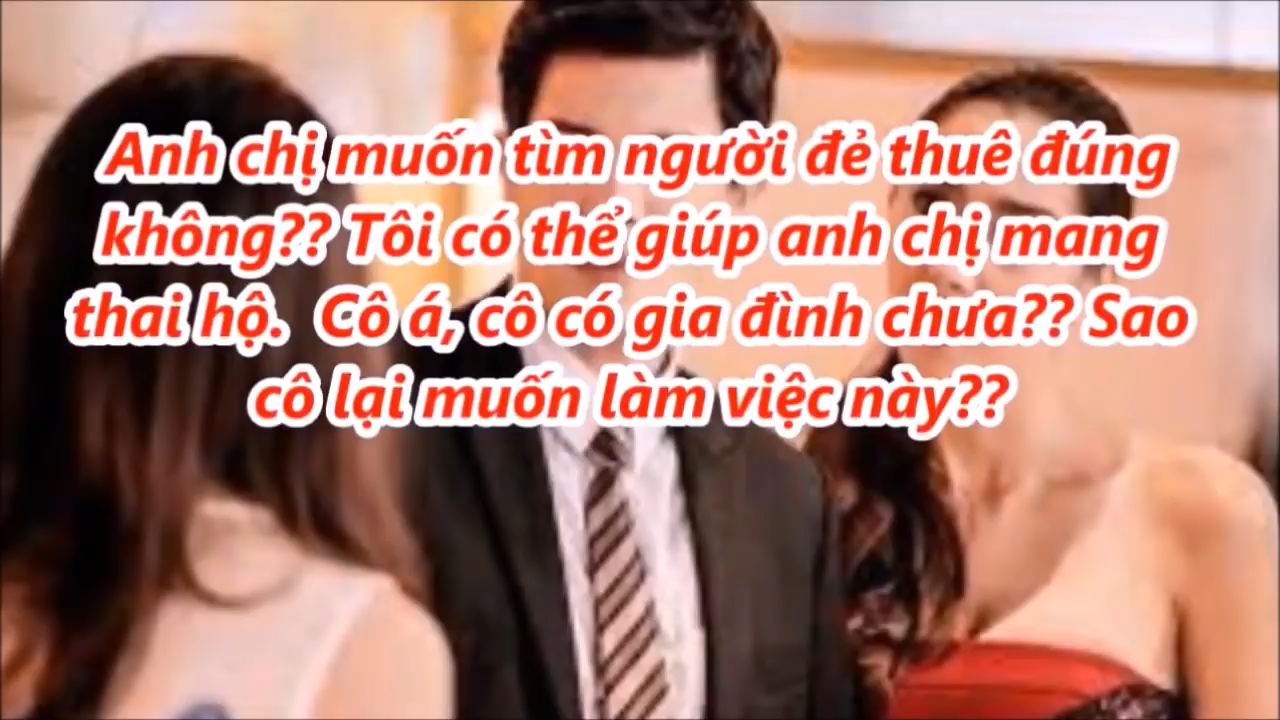 Anh chị muốn tìm người đẻ thuê đúng
không?? Tôi có thể giúp anh chị mang
thai hộ.  Cô á, cô có gia đình chưa?? Sao
cô lại muốn làm việc này??